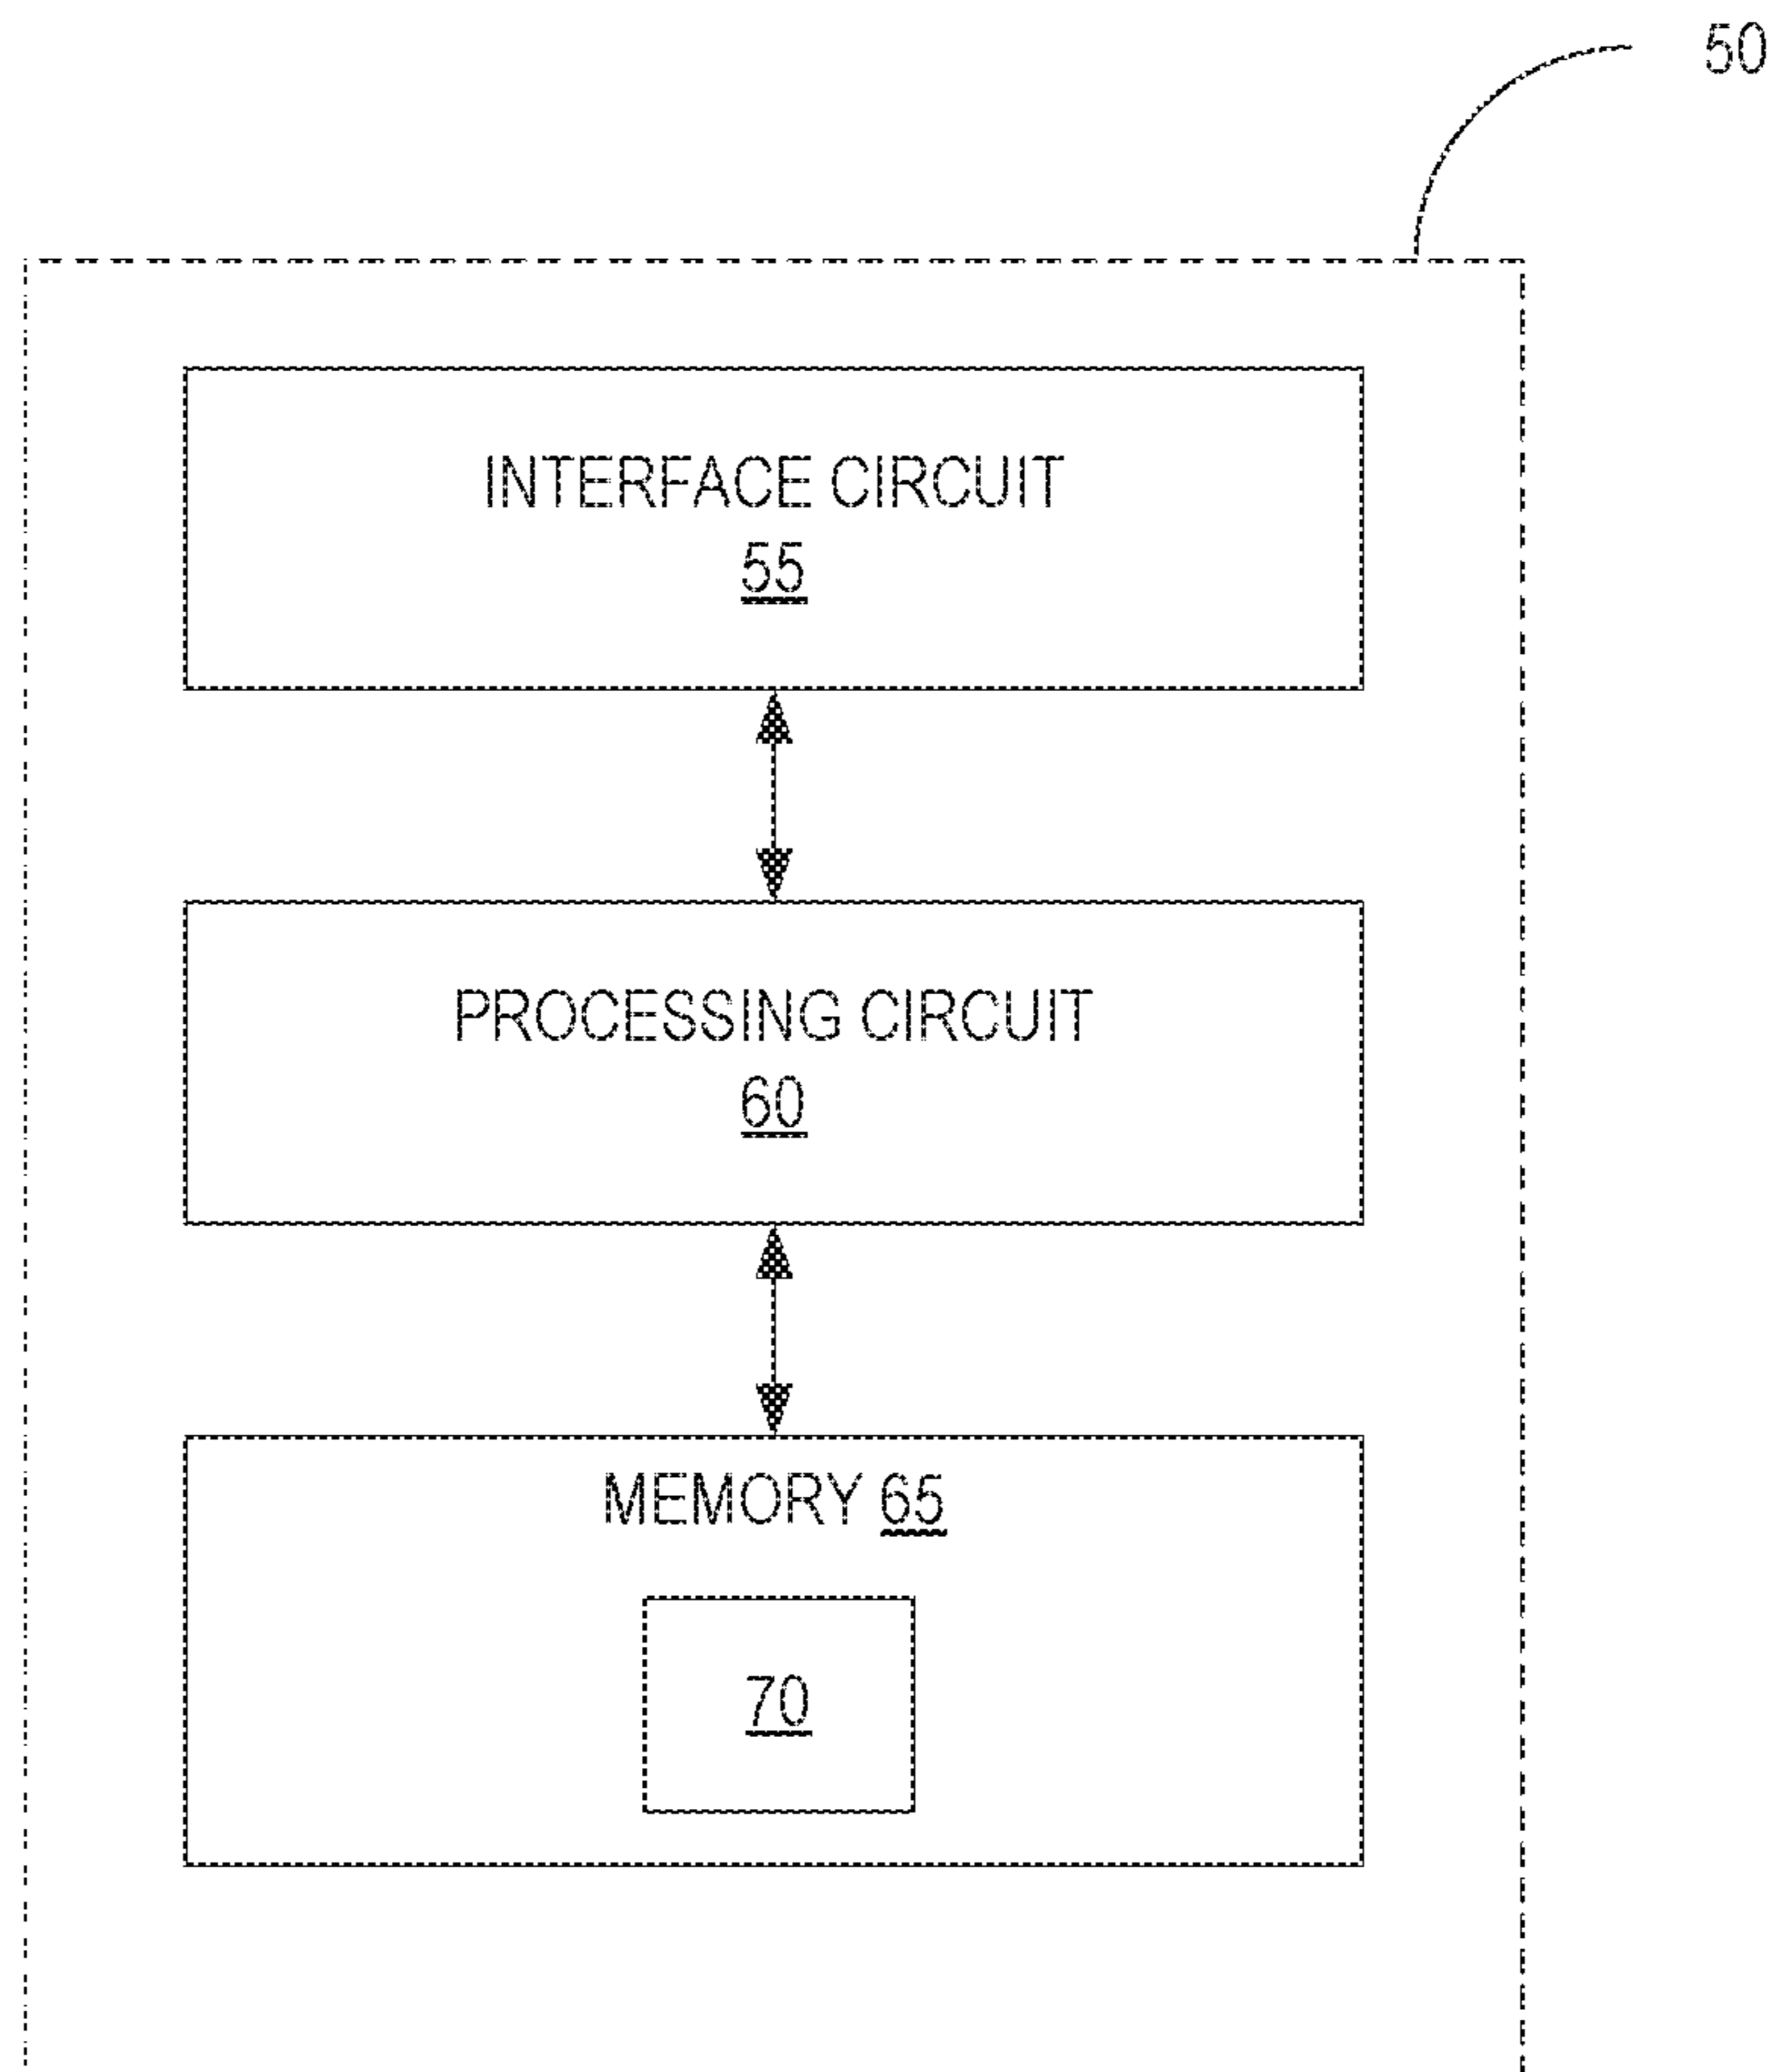 50
INTERFACE CIRCUIT
55
PROCESSING CIRCUIT
60
MEMORY 65
70